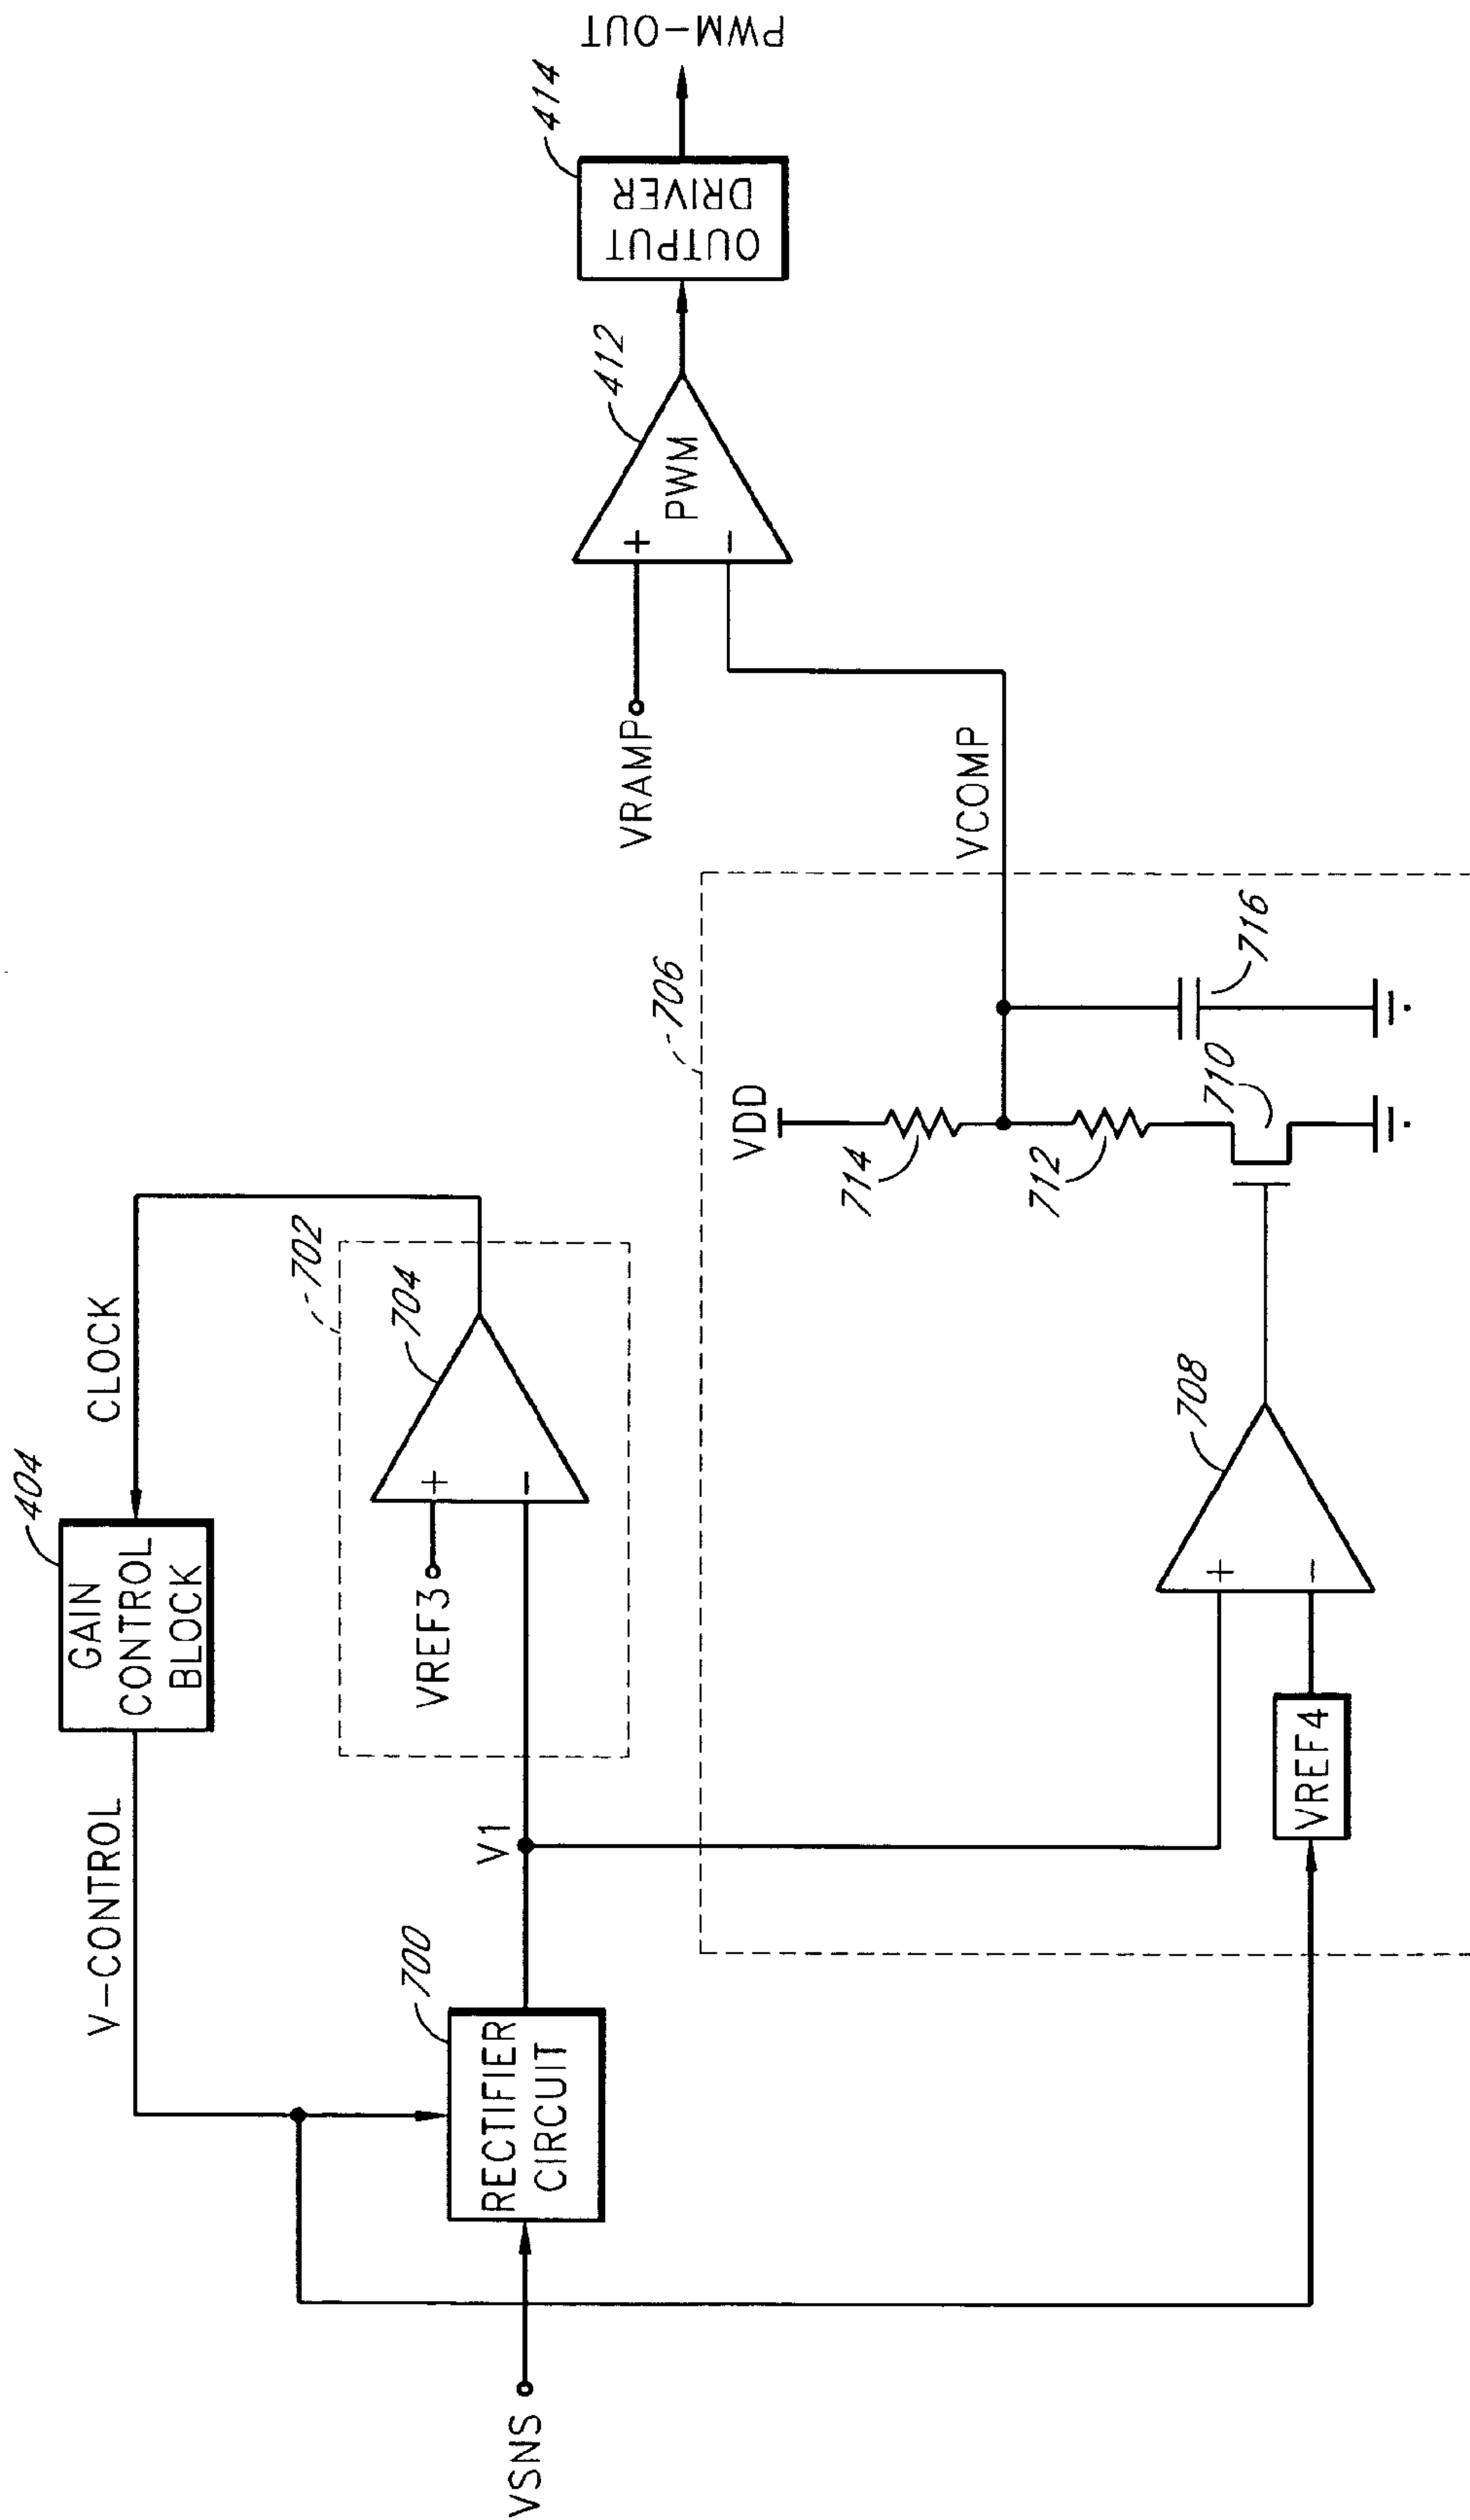 404
GAIN
CONTROL
BLOCK
V-CONTROL
CLOCK
702
704
VREF3
+
−
700
RECTIFIER
CIRCUIT
VSNS
V1
414
PWM-OUT
OUTPUT
DRIVER
412
PWM
+
−
VRAMP
VCOMP
706
VDD
714
712
710
716
708
+
−
VREF4